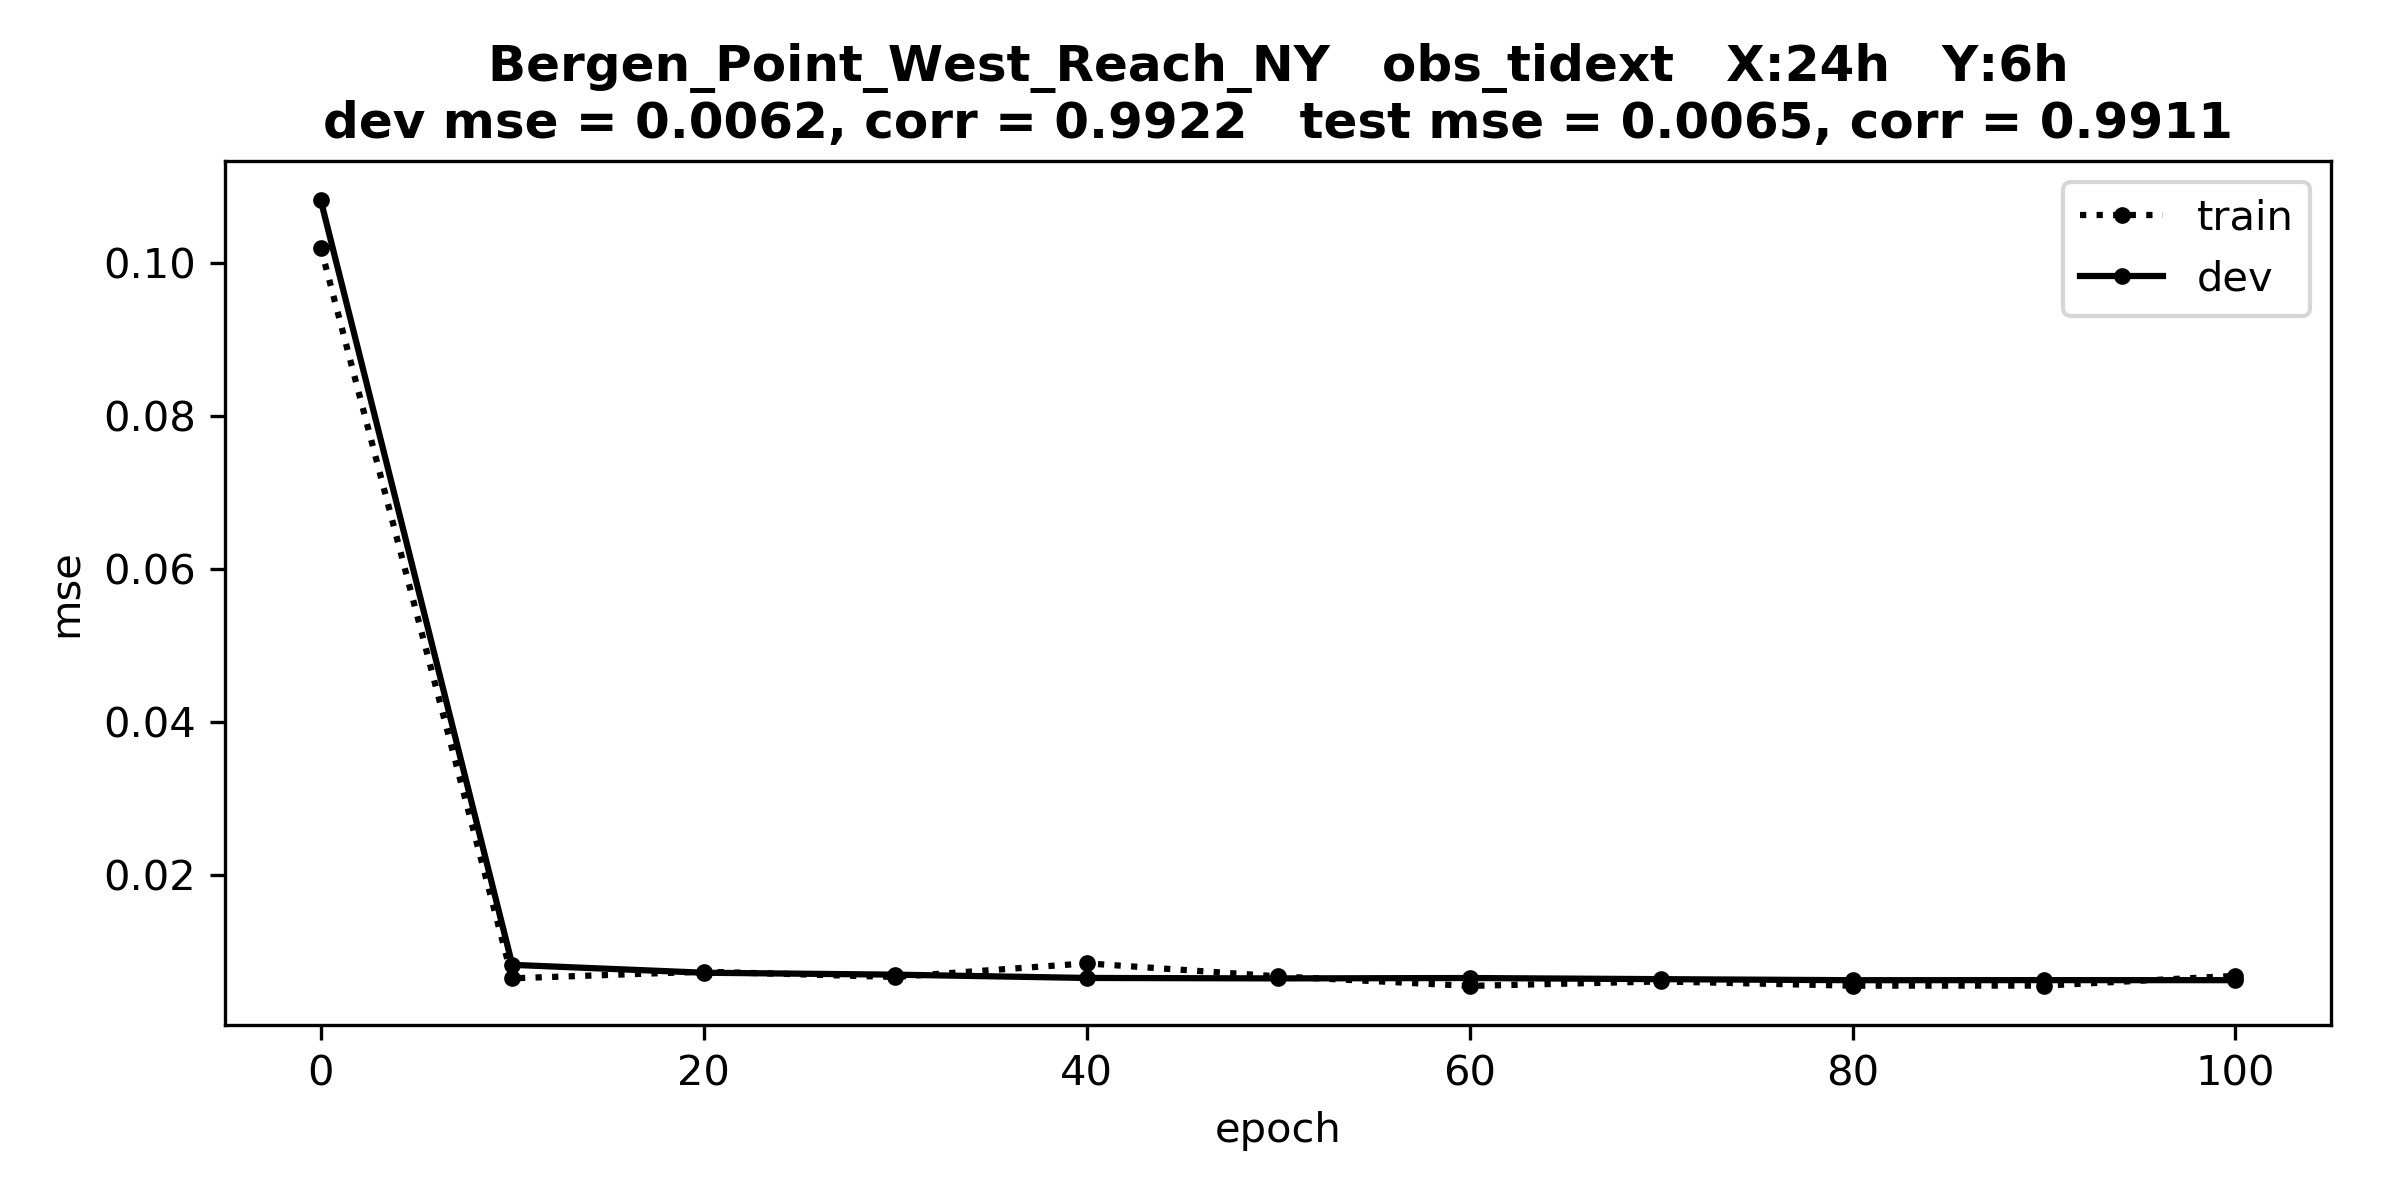 Bergen_Point_West_Reach_NY   obs_tidext   X:24h   Y:6h
dev mse = 0.0062, corr = 0.9922   test mse = 0.0065, corr = 0.9911
train
dev
0.10
0.08
0.06
0.04
0.02
mse
0 20 40 60 80 100
epoch